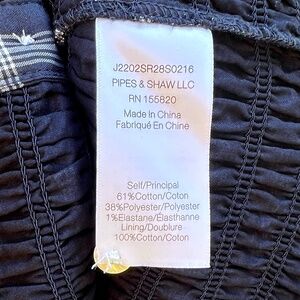 J2202SR28S0216
PIPES & SHAW LLC
RN 155820
Made In China
Fabriqué En Chine
Self/Principal
61%Cotton/Coton
38%Polyester/Polyester
1%Elastane/Élasthanne
Lining/Doublure
100%Cotton/Coton